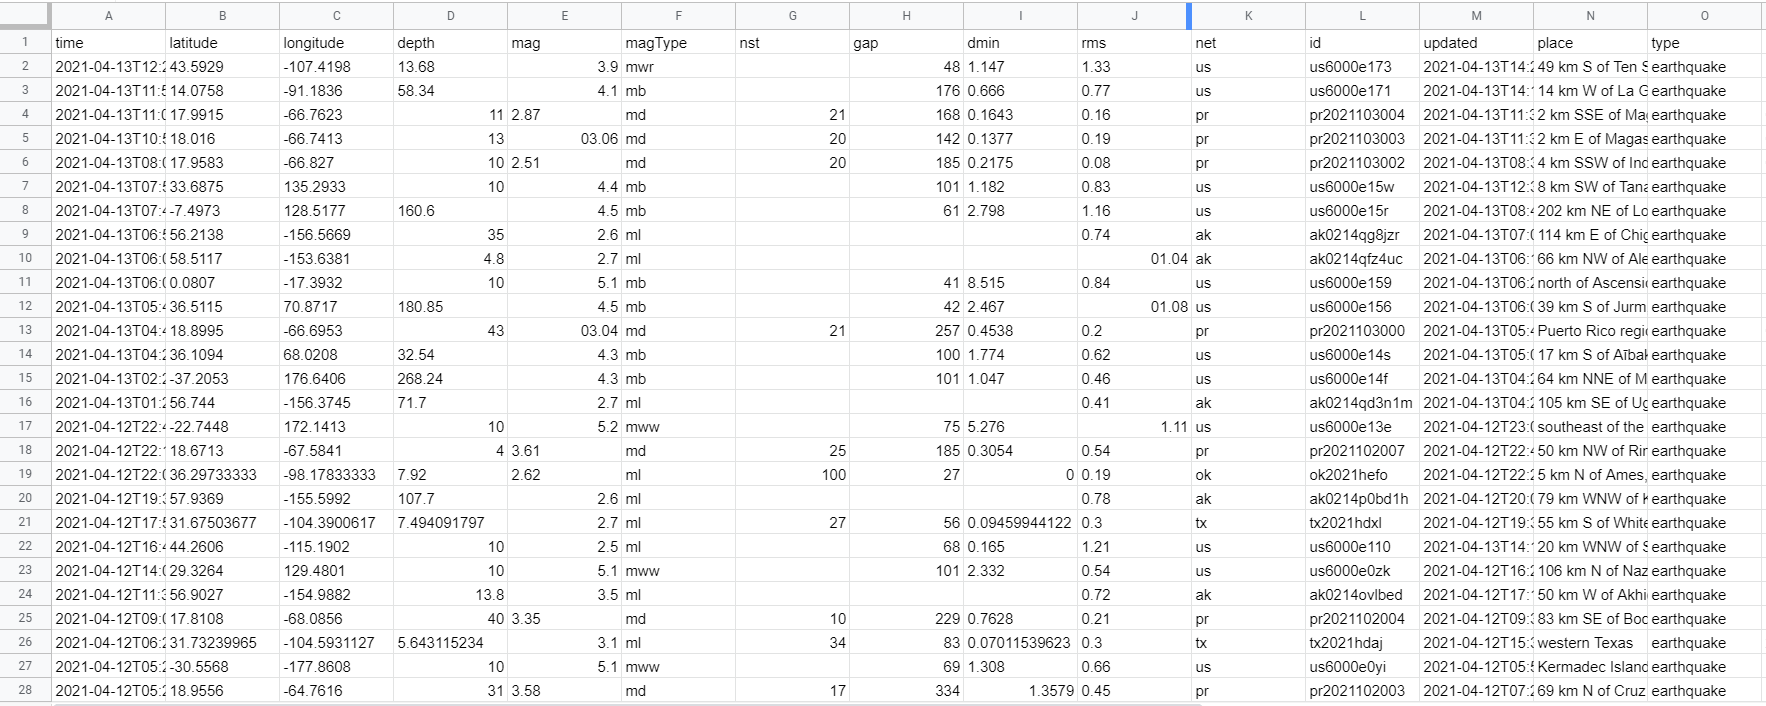 A B C D E F G H I J K L M N O
1 time latitude longitude depth mag magType nst gap dmin rms net id updated place type
2 2021-04-13T12:2 43.5929 -107.4198 13.68 3.9 mwr 48 1.147 1.33 us us6000e173 2021-04-13T14:2 49 km S of Ten S earthquake
3 2021-04-13T11:5 14.0758 -91.1836 58.34 4.1 mb 176 0.666 0.77 us us6000e171 2021-04-13T14:1 14 km W of La G earthquake
4 2021-04-13T11:0 17.9915 -66.7623 11 2.87 md 21 168 0.1643 0.16 pr pr2021103004 2021-04-13T11:3 2 km SSE of Mag earthquake
5 2021-04-13T10:5 18.016 -66.7413 13 03.06 md 20 142 0.1377 0.19 pr pr2021103003 2021-04-13T11:3 2 km E of Magas earthquake
6 2021-04-13T08:0 17.9583 -66.827 10 2.51 md 20 185 0.2175 0.08 pr pr2021103002 2021-04-13T08:3 4 km SSW of Ind earthquake
7 2021-04-13T07:5 33.6875 135.2933 10 4.4 mb 101 1.182 0.83 us us6000e15w 2021-04-13T12:3 8 km SW of Tana earthquake
8 2021-04-13T07:4 -7.4973 128.5177 160.6 4.5 mb 61 2.798 1.16 us us6000e15r 2021-04-13T08:4 202 km NE of Lo earthquake
9 2021-04-13T06:5 56.2138 -156.5669 35 2.6 ml 0.74 ak ak0214qg8jzr 2021-04-13T07:0 114 km E of Chig earthquake
10 2021-04-13T06:0 58.5117 -153.6381 4.8 2.7 ml 01.04 ak ak0214qfz4uc 2021-04-13T06:1 66 km NW of Ale earthquake
11 2021-04-13T06:0 0.0807 -17.3932 10 5.1 mb 41 8.515 0.84 us us6000e159 2021-04-13T06:2 north of Ascensi earthquake
12 2021-04-13T05:4 36.5115 70.8717 180.85 4.5 mb 42 2.467 01.08 us us6000e156 2021-04-13T06:0 39 km S of Jurm earthquake
13 2021-04-13T04:4 18.8995 -66.6953 43 03.04 md 21 257 0.4538 0.2 pr pr2021103000 2021-04-13T05:4 Puerto Rico regi earthquake
14 2021-04-13T04:2 36.1094 68.0208 32.54 4.3 mb 100 1.774 0.62 us us6000e14s 2021-04-13T05:0 17 km S of Aībak earthquake
15 2021-04-13T02:2 -37.2053 176.6406 268.24 4.3 mb 101 1.047 0.46 us us6000e14f 2021-04-13T04:2 64 km NNE of M earthquake
16 2021-04-13T01:2 56.744 -156.3745 71.7 2.7 ml 0.41 ak ak0214qd3n1m 2021-04-13T04:2 105 km SE of Ug earthquake
17 2021-04-12T22:4 -22.7448 172.1413 10 5.2 mww 75 5.276 1.11 us us6000e13e 2021-04-12T23:0 southeast of the earthquake
18 2021-04-12T22:1 18.6713 -67.5841 4 3.61 md 25 185 0.3054 0.54 pr pr2021102007 2021-04-12T22:4 50 km NW of Rin earthquake
19 2021-04-12T22:0 36.29733333 -98.17833333 7.92 2.62 ml 100 27 0 0.19 ok ok2021hefo 2021-04-12T22:2 5 km N of Ames, earthquake
20 2021-04-12T19:3 57.9369 -155.5992 107.7 2.6 ml 0.78 ak ak0214p0bd1h 2021-04-12T20:0 79 km WNW of K earthquake
21 2021-04-12T17:5 31.67503677 -104.3900617 7.494091797 2.7 ml 27 56 0.09459944122 0.3 tx tx2021hdxl 2021-04-12T19:3 55 km S of White earthquake
22 2021-04-12T16:4 44.2606 -115.1902 10 2.5 ml 68 0.165 1.21 us us6000e110 2021-04-13T14:1 20 km WNW of S earthquake
23 2021-04-12T14:0 29.3264 129.4801 10 5.1 mww 101 2.332 0.54 us us6000e0zk 2021-04-12T16:2 106 km N of Naz earthquake
24 2021-04-12T11:3 56.9027 -154.9882 13.8 3.5 ml 0.72 ak ak0214ovlbed 2021-04-12T17:1 50 km W of Akhi earthquake
25 2021-04-12T09:0 17.8108 -68.0856 40 3.35 md 10 229 0.7628 0.21 pr pr2021102004 2021-04-12T09:3 83 km SE of Boc earthquake
26 2021-04-12T06:2 31.73239965 -104.5931127 5.643115234 3.1 ml 34 83 0.07011539623 0.3 tx tx2021hdaj 2021-04-12T15:3 western Texas earthquake
27 2021-04-12T05:2 -30.5568 -177.8608 10 5.1 mww 69 1.308 0.66 us us6000e0yi 2021-04-12T05:5 Kermadec Island earthquake
28 2021-04-12T05:2 18.9556 -64.7616 31 3.58 md 17 334 1.3579 0.45 pr pr2021102003 2021-04-12T07:2 69 km N of Cruz earthquake